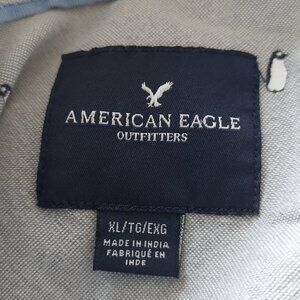 AMERICAN EAGLE
OUTFITTERS
XL/TG/EXG
MADE IN INDIA
FABRIQUÉ EN
INDE